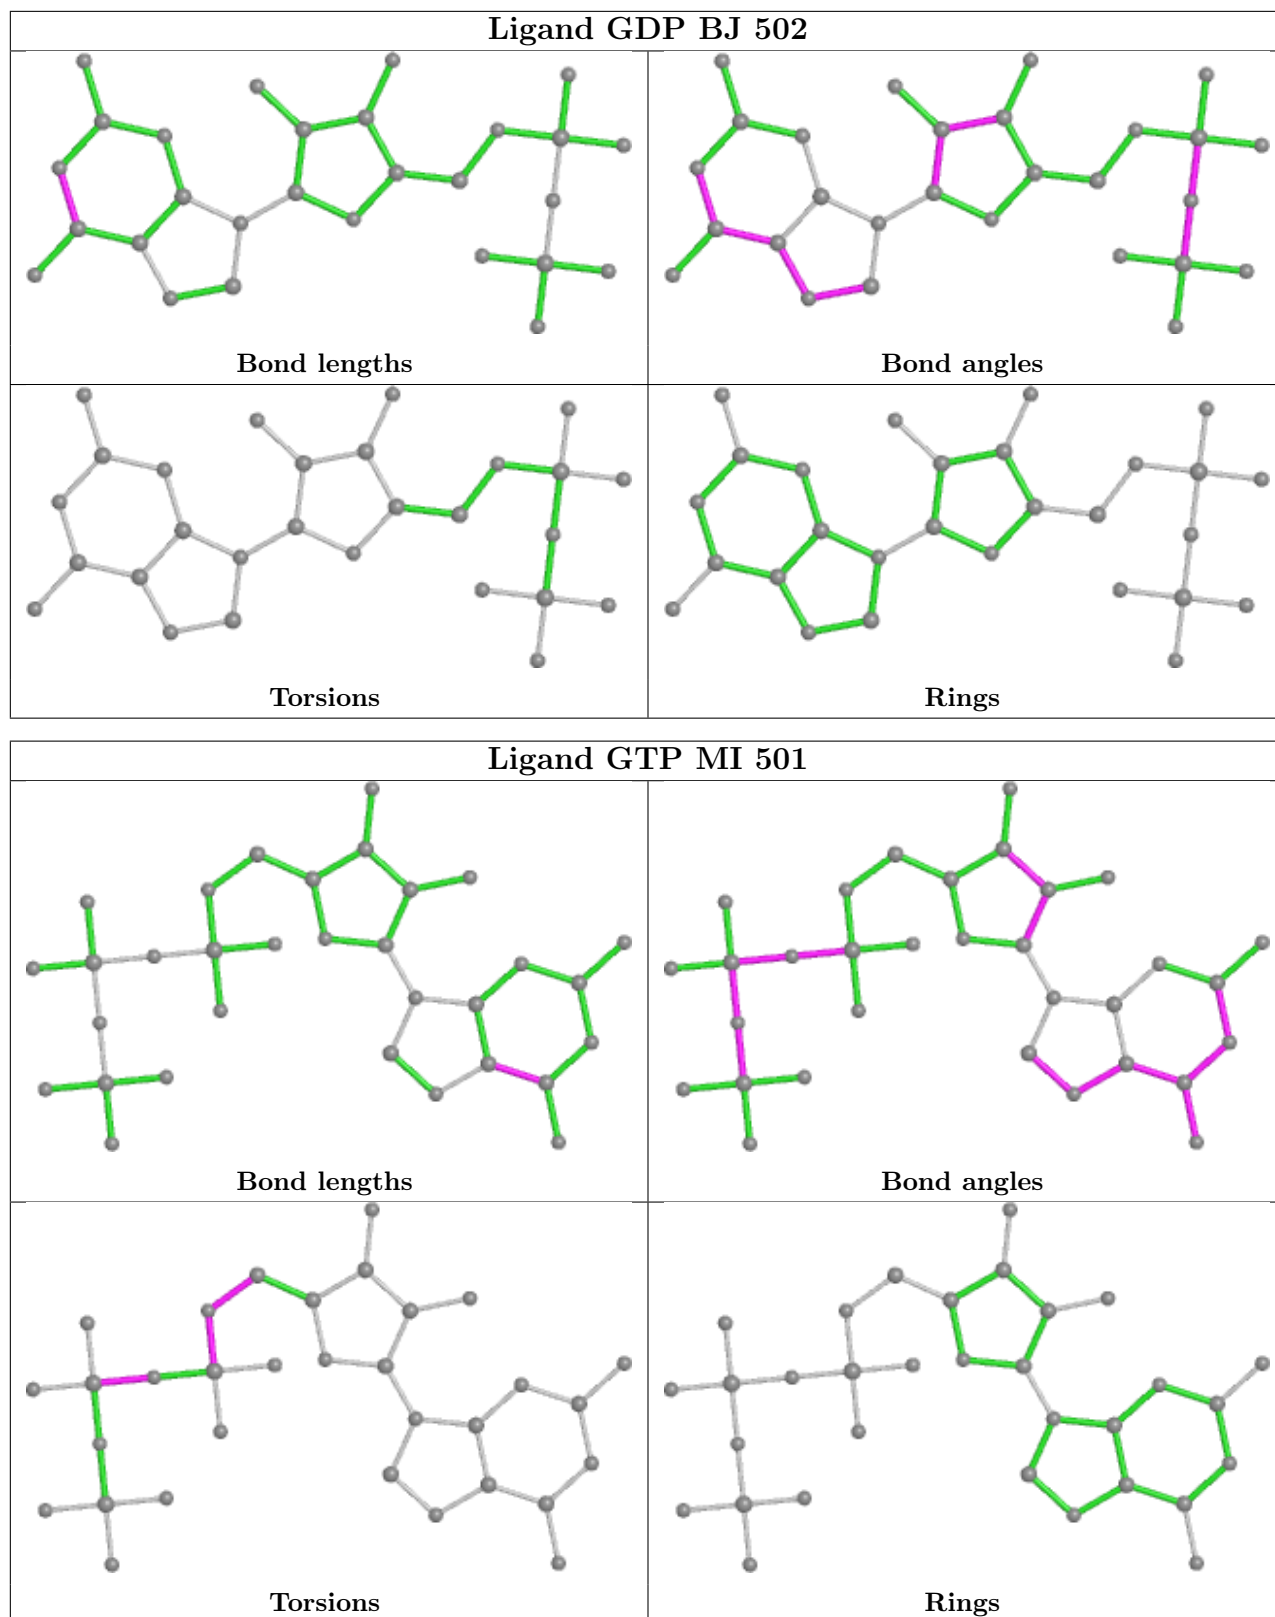 Ligand GDP BJ 502
Bond lengths
Bond angles
Torsions
Rings
Ligand GTP MI 501
Bond lengths
Bond angles
Torsions
Rings